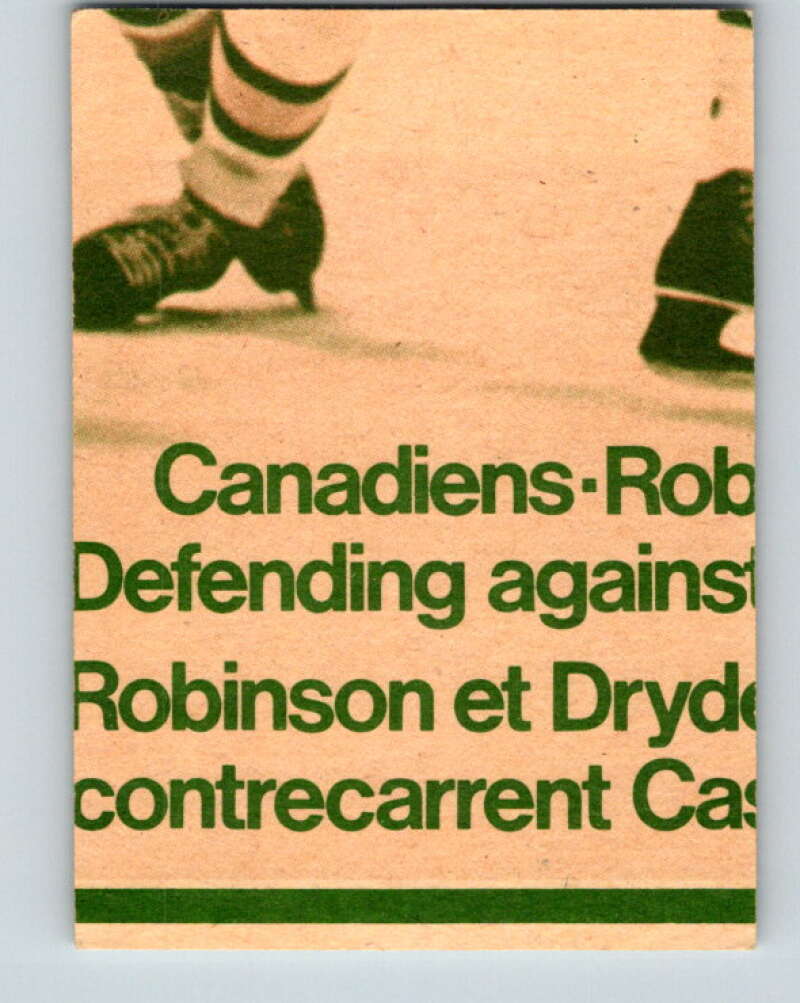 Canadiens·Rob
Defending against
Robinson et Dryde
contrecarrent Cas